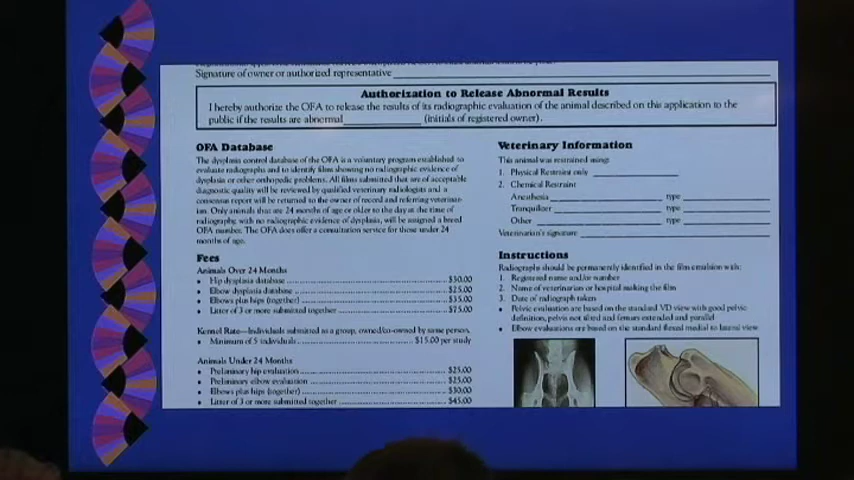 Signature of owner or authorized representative
Authorization to Release Abnormal Results
I hereby authorize the OFA to release the results of its radiographic evaluation of the animal described on this application to the
public if the results are abnormal____________ (initials of registered owner).
OFA Database
The dysplasia control database of the OFA is a voluntary program established to
evaluate radiographs and to identify films showing no radiographic evidence of
dysplasia or other orthopedic problems. All films submitted that are of acceptable
diagnostic quality will be reviewed by qualified veterinary radiologists and a
consensus report will be returned to the owner of record and referring veterinar-
ian. Only animals that are 24 months of age or older to the day at the time of
radiography, with no radiographic evidence of dysplasia, will be assigned a breed
OFA number. The OFA does offer a consultation service for those under 24
months of age.
Fees
Animals Over 24 Months
• Hip dysplasia database $30.00
• Elbow dysplasia database $25.00
• Elbows plus hips (together) $35.00
• Litter of 3 or more submitted together $75.00
Kennel Rate—Individuals submitted as a group, owned/co-owned by same person.
• Minimum of 5 individuals $15.00 per study
Animals Under 24 Months
• Preliminary hip evaluation $25.00
• Preliminary elbow evaluation $25.00
• Elbows plus hips (together) $30.00
• Litter of 3 or more submitted together $45.00
Veterinary Information
This animal was restrained using:
1. Physical Restraint only
2. Chemical Restraint
Anesthesia type
Tranquilizer type
Other type
Veterinarian's signature
Instructions
Radiographs should be permanently identified in the film emulsion with:
1. Registered name and/or number
2. Name of veterinarian or hospital making the film
3. Date of radiograph taken
• Pelvic evaluation are based on the standard VD view with good pelvic
definition, pelvis not tilted and femurs extended and parallel
• Elbow evaluations are based on the standard flexed medial to lateral view